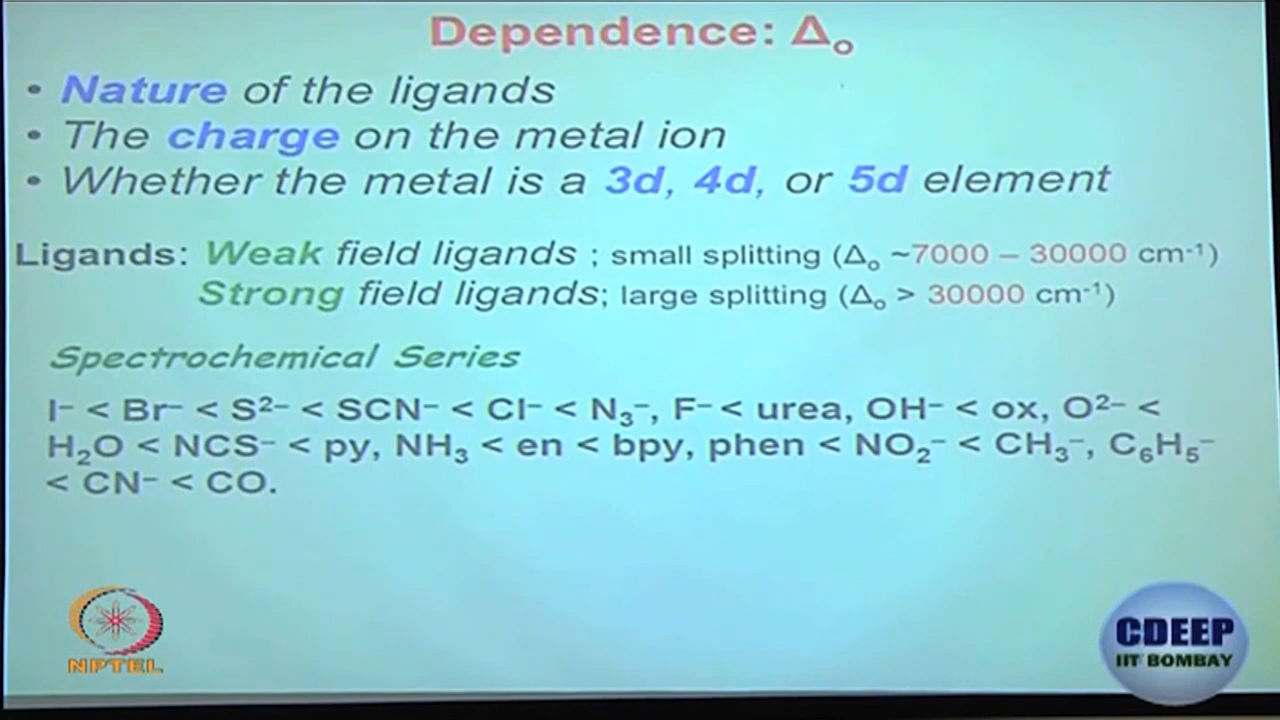 Dependence: Δₒ
• Nature of the ligands
• The charge on the metal ion
• Whether the metal is a 3d, 4d, or 5d element
Ligands: Weak field ligands ; small splitting (Δₒ ~7000 – 30000 cm⁻¹)
Strong field ligands; large splitting (Δₒ > 30000 cm⁻¹)
Spectrochemical Series
I⁻ < Br⁻ < S²⁻ < SCN⁻ < Cl⁻ < N₃⁻, F⁻ < urea, OH⁻ < ox, O²⁻ <
H₂O < NCS⁻ < py, NH₃ < en < bpy, phen < NO₂⁻ < CH₃⁻, C₆H₅⁻
< CN⁻ < CO.
NPTEL
CDEEP
IIT BOMBAY